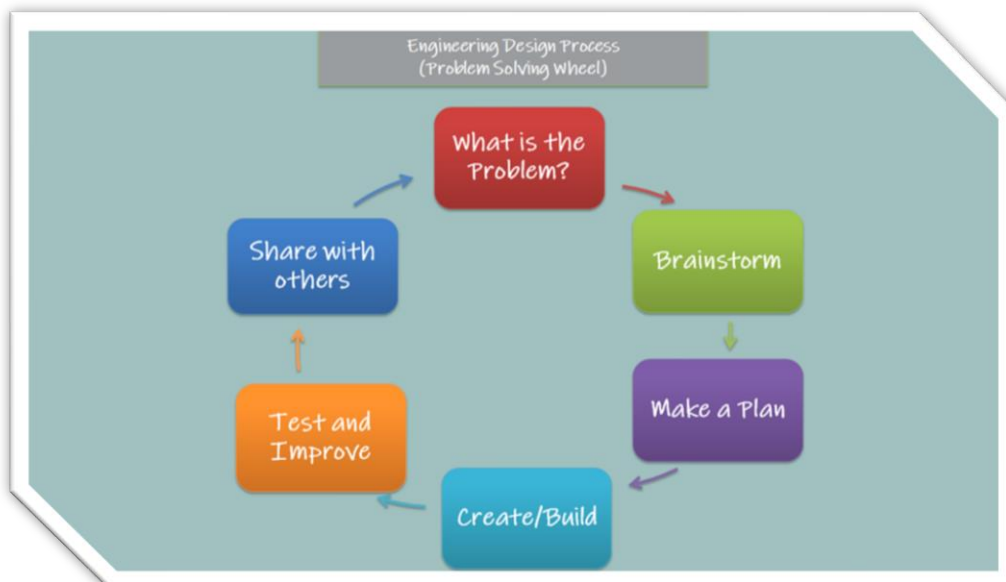 Engineering Design Process
(Problem Solving Wheel)
What is the
Problem?
Brainstorm
Make a Plan
Create/Build
Test and
Improve
Share with
others